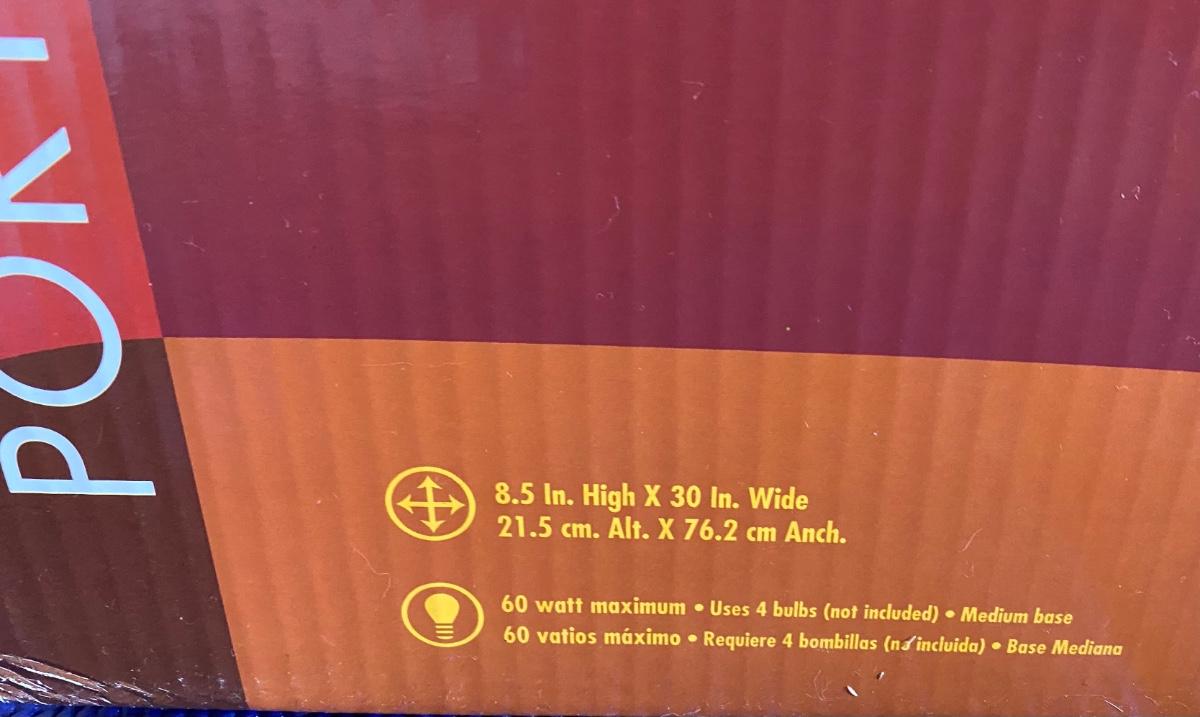 PORT
8.5 In. High X 30 In. Wide
21.5 cm. Alt. X 76.2 cm Anch.
60 watt maximum • Uses 4 bulbs (not included) • Medium base
60 vatios máximo • Requiere 4 bombillas (no incluida) • Base Mediana